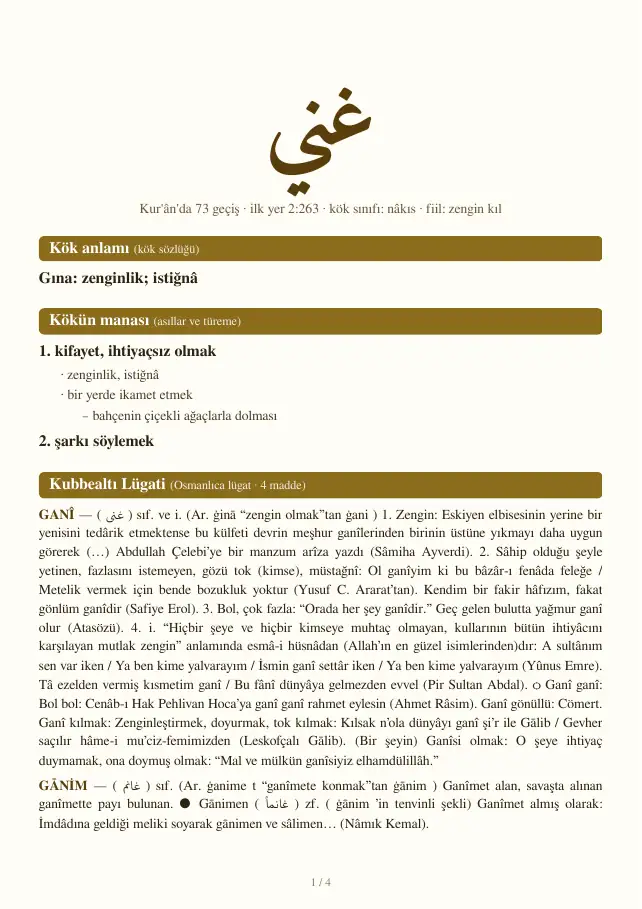 غني
Kur'ân'da 73 geçiş · ilk yer 2:263 · kök sınıfı: nâkıs · fiil: zengin kıl
Kök anlamı (kök sözlüğü)
Gına: zenginlik; istiğnâ
Kökün manası (asıllar ve türeme)
1. kifayet, ihtiyaçsız olmak
· zenginlik, istiğnâ
· bir yerde ikamet etmek
– bahçenin çiçekli ağaçlarla dolması
2. şarkı söylemek
Kubbealtı Lügati (Osmanlıca lügat · 4 madde)
GANÎ — ( غنى ) sıf. ve i. (Ar. ġinā “zengin olmak”tan ġani ) 1. Zengin: Eskiyen elbisesinin yerine bir
yenisini tedârik etmektense bu külfeti devrin meşhur ganîlerinden birinin üstüne yıkmayı daha uygun
görerek (…) Abdullah Çelebi’ye bir manzum arîza yazdı (Sâmiha Ayverdi). 2. Sâhip olduğu şeyle
yetinen, fazlasını istemeyen, gözü tok (kimse), müstağnî: Ol ganîyim ki bu bâzâr-ı fenâda feleğe /
Metelik vermek için bende bozukluk yoktur (Yusuf C. Ararat’tan). Kendim bir fakir hâfızım, fakat
gönlüm ganîdir (Safiye Erol). 3. Bol, çok fazla: “Orada her şey ganîdir.” Geç gelen bulutta yağmur ganî
olur (Atasözü). 4. i. “Hiçbir şeye ve hiçbir kimseye muhtaç olmayan, kullarının bütün ihtiyâcını
karşılayan mutlak zengin” anlamında esmâ-i hüsnâdan (Allah’ın en güzel isimlerinden)dır: A sultânım
sen var iken / Ya ben kime yalvarayım / İsmin ganî settâr iken / Ya ben kime yalvarayım (Yûnus Emre).
Tâ ezelden vermiş kısmetim ganî / Bu fânî dünyâya gelmezden evvel (Pir Sultan Abdal). ○ Ganî ganî:
Bol bol: Cenâb-ı Hak Pehlivan Hoca’ya ganî ganî rahmet eylesin (Ahmet Râsim). Ganî gönüllü: Cömert.
Ganî kılmak: Zenginleştirmek, doyurmak, tok kılmak: Kılsak n’ola dünyâyı ganî şi’r ile Gālib / Gevher
saçılır hâme-i mu’ciz-femimizden (Leskofçalı Gālib). (Bir şeyin) Ganîsi olmak: O şeye ihtiyaç
duymamak, ona doymuş olmak: “Mal ve mülkün ganîsiyiz elhamdülillâh.”
GĀNİM — ( غانم ) sıf. (Ar. ġanime t “ganîmete konmak”tan ġānim ) Ganîmet alan, savaşta alınan
ganîmette payı bulunan. ● Gānimen ( غانماً ) zf. ( ġānim ’in tenvinli şekli) Ganîmet almış olarak:
İmdâdına geldiği meliki soyarak gānimen ve sâlimen… (Nâmık Kemal).
1 / 4